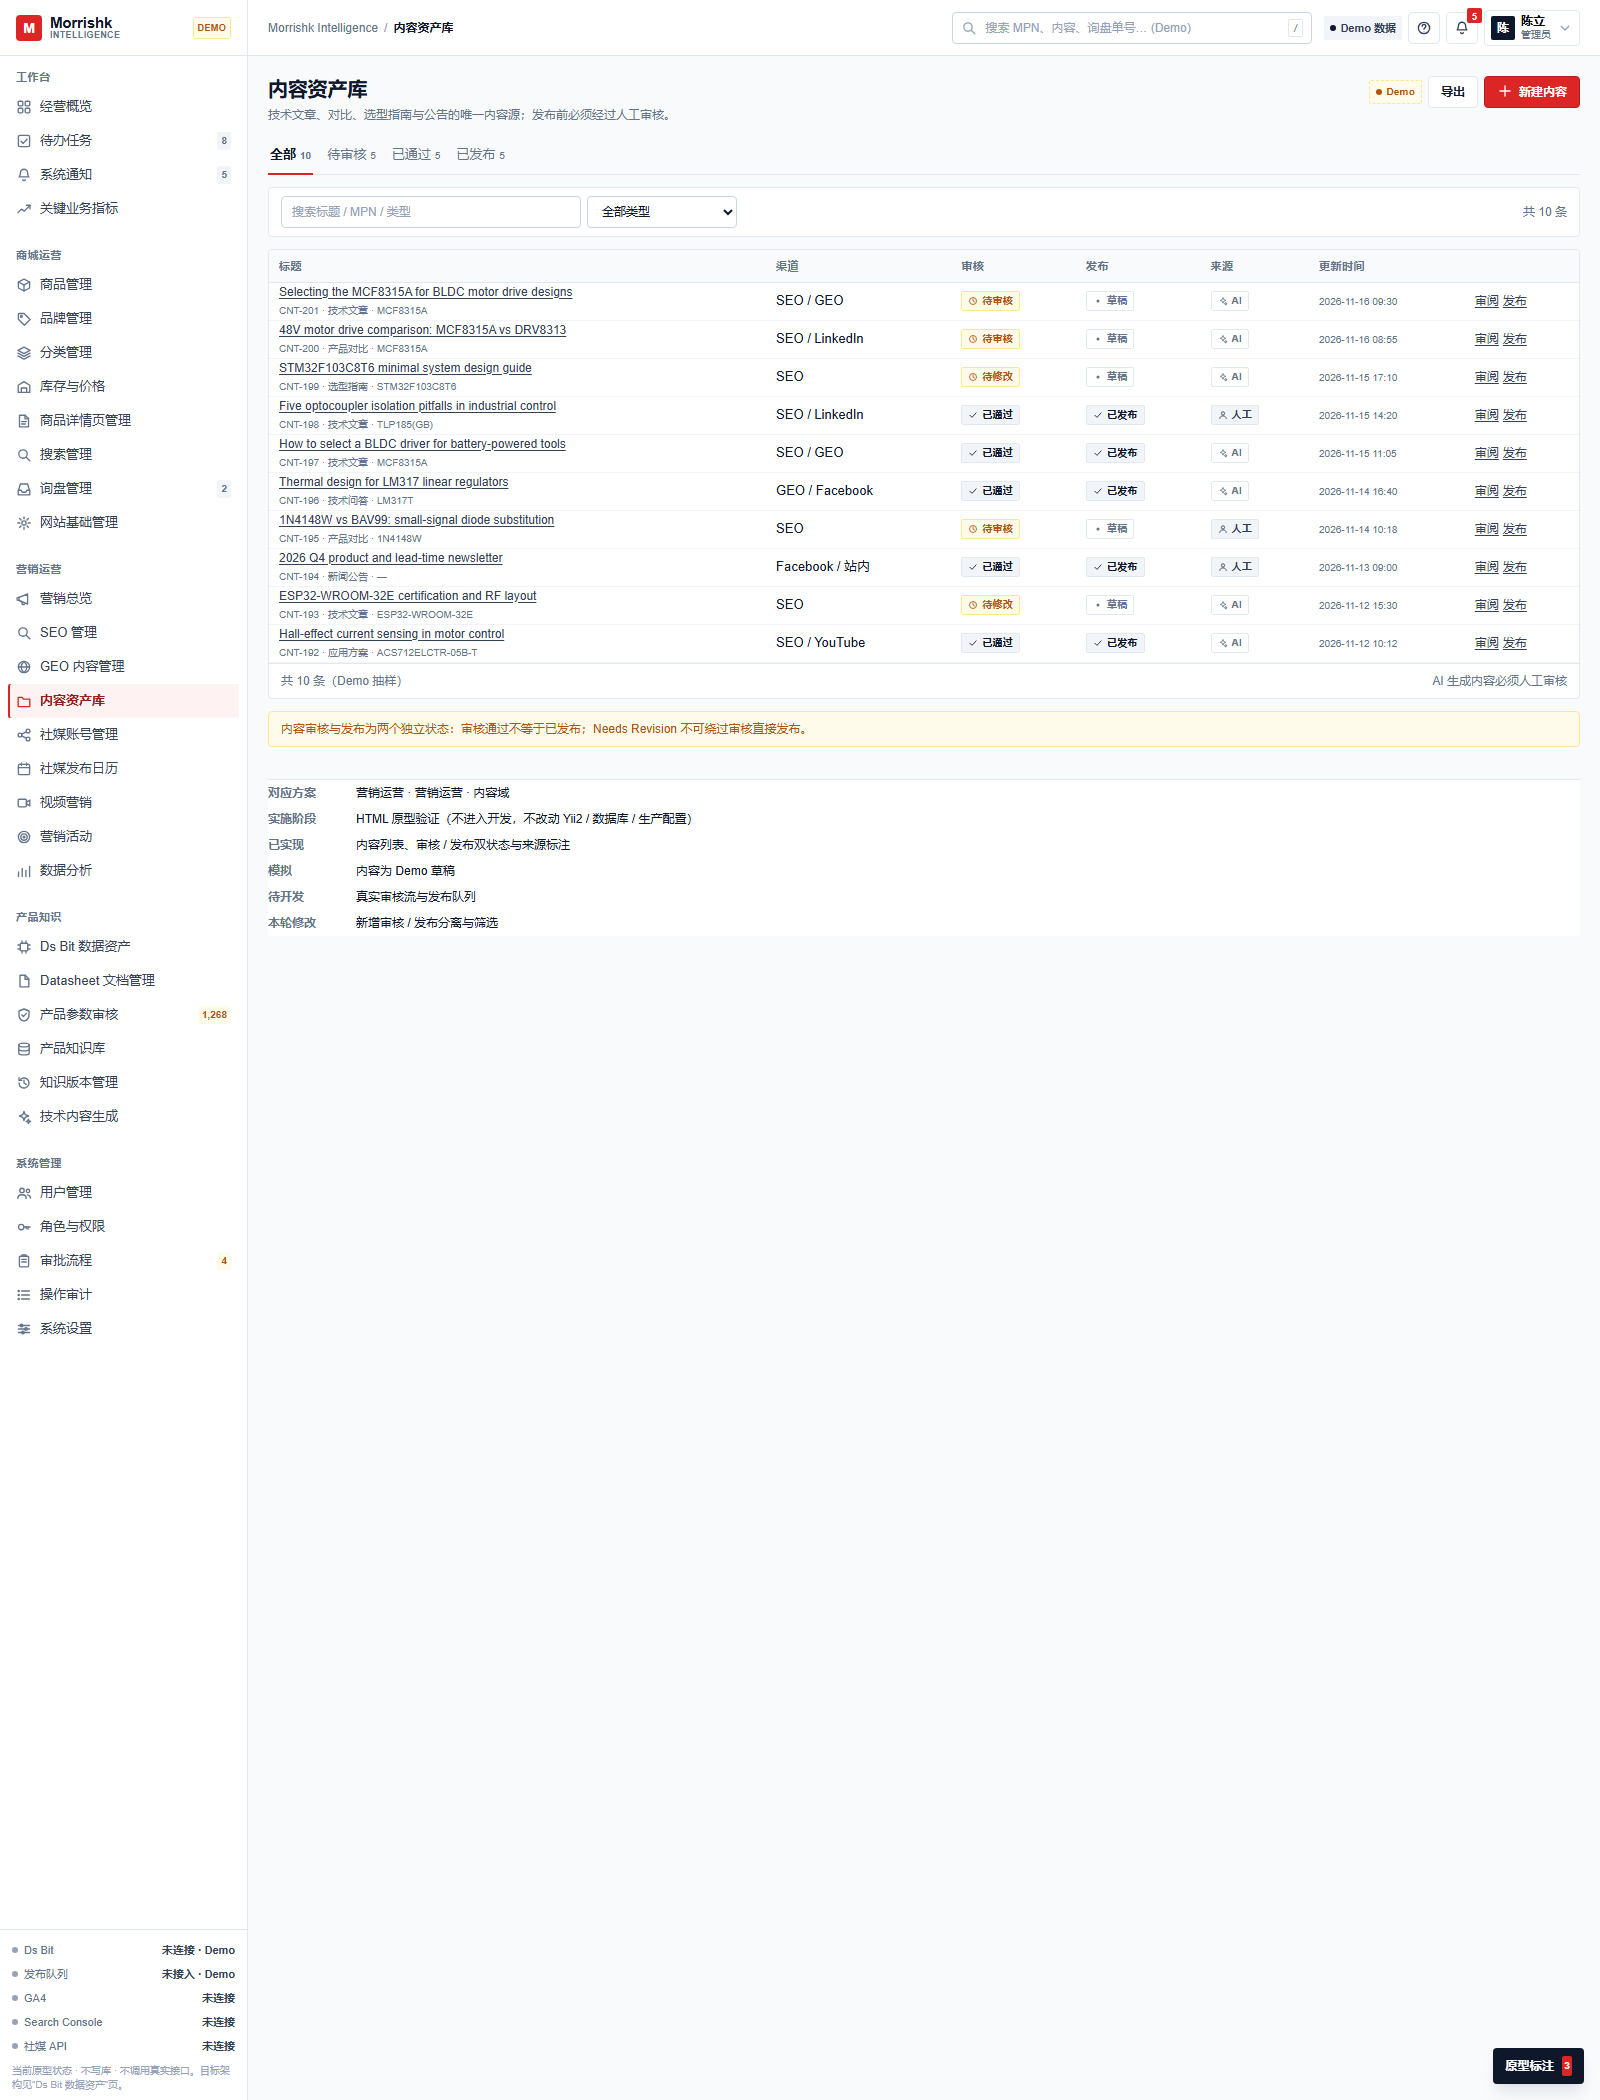 M Morrishk INTELLIGENCE DEMO
Morrishk Intelligence / 内容资产库
搜索 MPN、内容、询盘单号… (Demo) /
Demo 数据
5
陈 陈立 管理员
工作台
经营概览
待办任务 8
系统通知 5
关键业务指标
商城运营
商品管理
品牌管理
分类管理
库存与价格
商品详情页管理
搜索管理
询盘管理 2
网站基础管理
营销运营
营销总览
SEO 管理
GEO 内容管理
内容资产库
社媒账号管理
社媒发布日历
视频营销
营销活动
数据分析
产品知识
Ds Bit 数据资产
Datasheet 文档管理
产品参数审核 1,268
产品知识库
知识版本管理
技术内容生成
系统管理
用户管理
角色与权限
审批流程 4
操作审计
系统设置
Ds Bit 未连接 · Demo
发布队列 未接入 · Demo
GA4 未连接
Search Console 未连接
社媒 API 未连接
当前原型状态 · 不写库 · 不调用真实接口。目标架
构见“Ds Bit 数据资产”页。
内容资产库
技术文章、对比、选型指南与公告的唯一内容源；发布前必须经过人工审核。
Demo 导出 新建内容
全部 10 待审核 5 已通过 5 已发布 5
搜索标题 / MPN / 类型 全部类型 共 10 条
标题 渠道 审核 发布 来源 更新时间
Selecting the MCF8315A for BLDC motor drive designs
CNT-201 · 技术文章 · MCF8315A
SEO / GEO 待审核 草稿 AI 2026-11-16 09:30 审阅 发布
48V motor drive comparison: MCF8315A vs DRV8313
CNT-200 · 产品对比 · MCF8315A
SEO / LinkedIn 待审核 草稿 AI 2026-11-16 08:55 审阅 发布
STM32F103C8T6 minimal system design guide
CNT-199 · 选型指南 · STM32F103C8T6
SEO 待修改 草稿 AI 2026-11-15 17:10 审阅 发布
Five optocoupler isolation pitfalls in industrial control
CNT-198 · 技术文章 · TLP185(GB)
SEO / LinkedIn 已通过 已发布 人工 2026-11-15 14:20 审阅 发布
How to select a BLDC driver for battery-powered tools
CNT-197 · 技术文章 · MCF8315A
SEO / GEO 已通过 已发布 AI 2026-11-15 11:05 审阅 发布
Thermal design for LM317 linear regulators
CNT-196 · 技术问答 · LM317T
GEO / Facebook 已通过 已发布 AI 2026-11-14 16:40 审阅 发布
1N4148W vs BAV99: small-signal diode substitution
CNT-195 · 产品对比 · 1N4148W
SEO 待审核 草稿 人工 2026-11-14 10:18 审阅 发布
2026 Q4 product and lead-time newsletter
CNT-194 · 新闻公告 · —
Facebook / 站内 已通过 已发布 人工 2026-11-13 09:00 审阅 发布
ESP32-WROOM-32E certification and RF layout
CNT-193 · 技术文章 · ESP32-WROOM-32E
SEO 待修改 草稿 AI 2026-11-12 15:30 审阅 发布
Hall-effect current sensing in motor control
CNT-192 · 应用方案 · ACS712ELCTR-05B-T
SEO / YouTube 已通过 已发布 AI 2026-11-12 10:12 审阅 发布
共 10 条（Demo 抽样） AI 生成内容必须人工审核
内容审核与发布为两个独立状态：审核通过不等于已发布；Needs Revision 不可绕过审核直接发布。
对应方案 营销运营 · 营销运营 · 内容域
实施阶段 HTML 原型验证（不进入开发，不改动 Yii2 / 数据库 / 生产配置）
已实现 内容列表、审核 / 发布双状态与来源标注
模拟 内容为 Demo 草稿
待开发 真实审核流与发布队列
本轮修改 新增审核 / 发布分离与筛选
原型标注 3